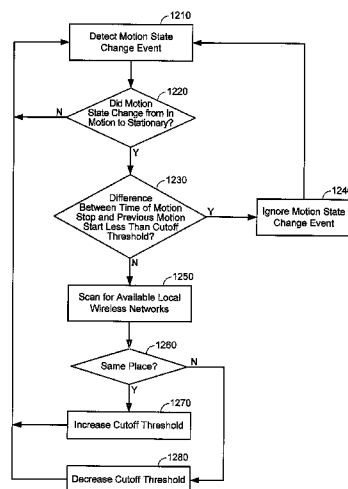 1210
Detect Motion State
Change Event
1220
Did Motion
State Change from in
Motion to Stationary?
N
Y
1230
Difference
Between Time of Motion
Stop and Previous Motion
Start Less Than Cutoff
Threshold?
Y
N
1240
Ignore Motion State
Change Event
1250
Scan for Available Local
Wireless Networks
1260
Same Place?
N
Y
1270
Increase Cutoff Threshold
1280
Decrease Cutoff Threshold